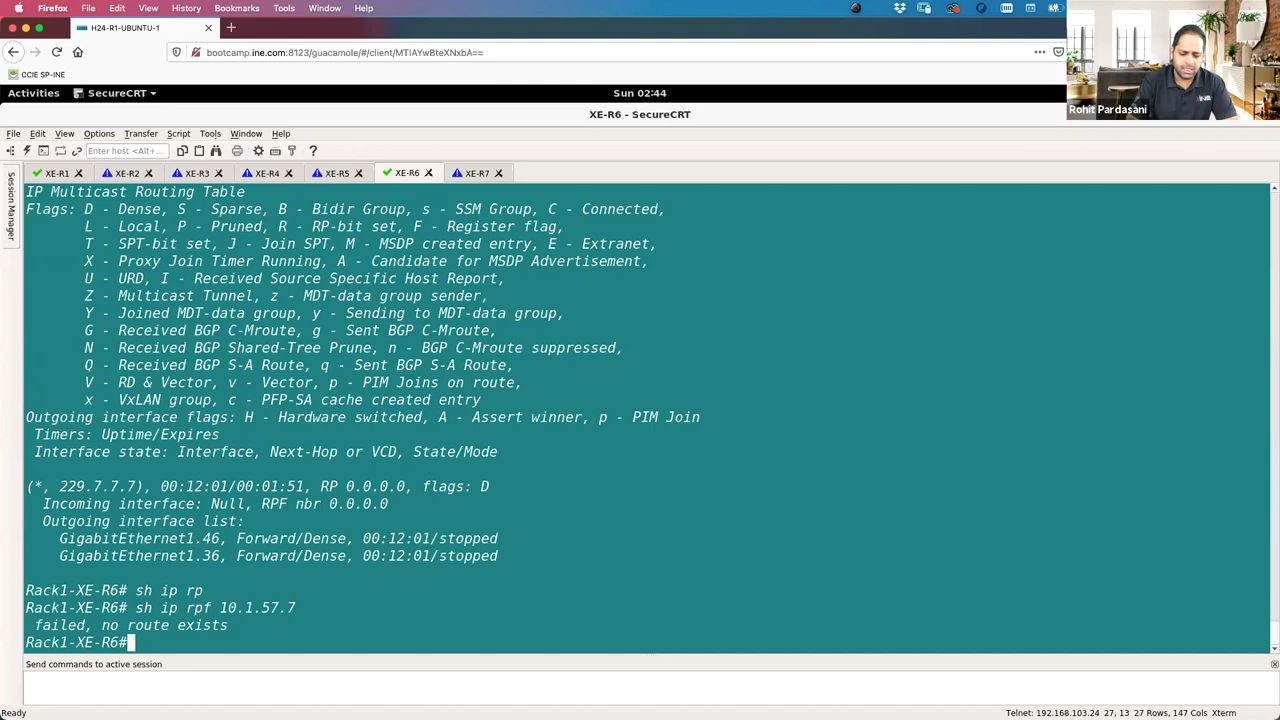 Firefox File Edit View History Bookmarks Tools Window Help
H24-R1-UBUNTU-1
bootcamp.ine.com:8123/guacamole/#/client/MTIAYwBteXNxbA==
CCIE SP-INE
Activities SecureCRT Sun 02:44
Rohit Pardasani
XE-R6 - SecureCRT
File Edit View Options Transfer Script Tools Window Help
Enter host <Alt+...
Session Manager
XE-R1 XE-R2 XE-R3 XE-R4 XE-R5 XE-R6 XE-R7
IP Multicast Routing Table
Flags: D - Dense, S - Sparse, B - Bidir Group, s - SSM Group, C - Connected,
L - Local, P - Pruned, R - RP-bit set, F - Register flag,
T - SPT-bit set, J - Join SPT, M - MSDP created entry, E - Extranet,
X - Proxy Join Timer Running, A - Candidate for MSDP Advertisement,
U - URD, I - Received Source Specific Host Report,
Z - Multicast Tunnel, z - MDT-data group sender,
Y - Joined MDT-data group, y - Sending to MDT-data group,
G - Received BGP C-Mroute, g - Sent BGP C-Mroute,
N - Received BGP Shared-Tree Prune, n - BGP C-Mroute suppressed,
Q - Received BGP S-A Route, q - Sent BGP S-A Route,
V - RD & Vector, v - Vector, p - PIM Joins on route,
x - VxLAN group, c - PFP-SA cache created entry
Outgoing interface flags: H - Hardware switched, A - Assert winner, p - PIM Join
Timers: Uptime/Expires
Interface state: Interface, Next-Hop or VCD, State/Mode
(*, 229.7.7.7), 00:12:01/00:01:51, RP 0.0.0.0, flags: D
Incoming interface: Null, RPF nbr 0.0.0.0
Outgoing interface list:
GigabitEthernet1.46, Forward/Dense, 00:12:01/stopped
GigabitEthernet1.36, Forward/Dense, 00:12:01/stopped
Rack1-XE-R6# sh ip rp
Rack1-XE-R6# sh ip rpf 10.1.57.7
failed, no route exists
Rack1-XE-R6#
Send commands to active session
Ready Telnet: 192.168.103.24 27, 13 27 Rows, 147 Cols Xterm